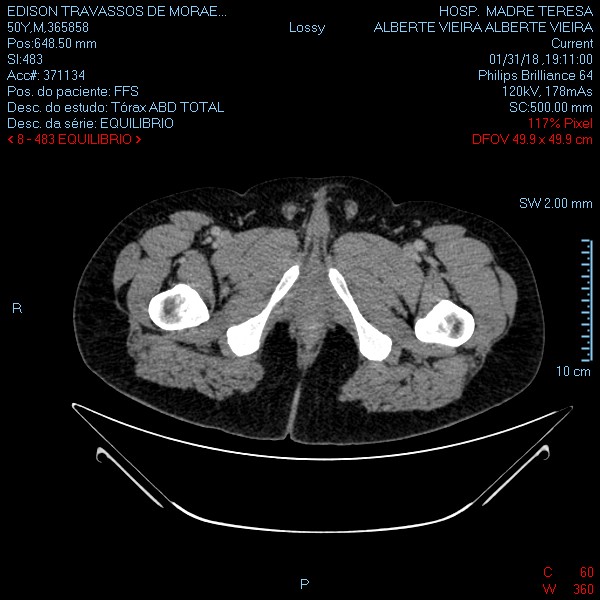 EDISON TRAVASSOS DE MORAE...
50Y,M,365858
Pos:648.50 mm
SI:483
Acc#: 371134
Pos. do paciente: FFS
Desc. do estudo: Tórax ABD TOTAL
Desc. da série: EQUILIBRIO
< 8 - 483 EQUILIBRIO >
Lossy
HOSP. MADRE TERESA
ALBERTE VIEIRA ALBERTE VIEIRA
Current
01/31/18 ,19:11:00
Philips Brilliance 64
120kV, 178mAs
SC:500.00 mm
117% Pixel
DFOV 49.9 x 49.9 cm
SW 2.00 mm
R
10 cm
P
C 60
W 360